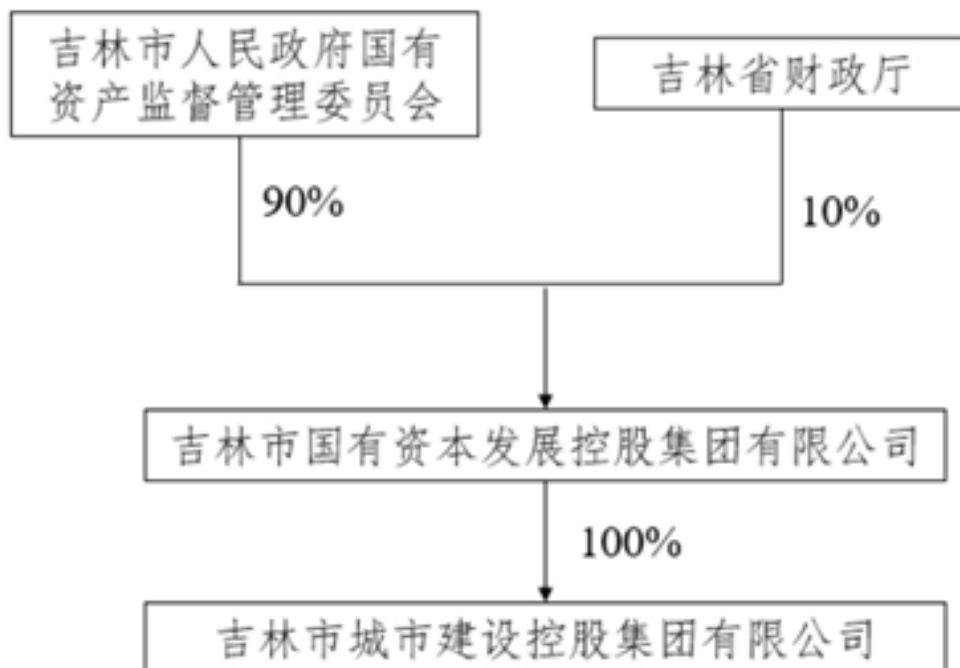 吉林市人民政府国有
资产监督管理委员会
吉林省财政厅
90%
10%
吉林市国有资本发展控股集团有限公司
100%
吉林市城市建设控股集团有限公司